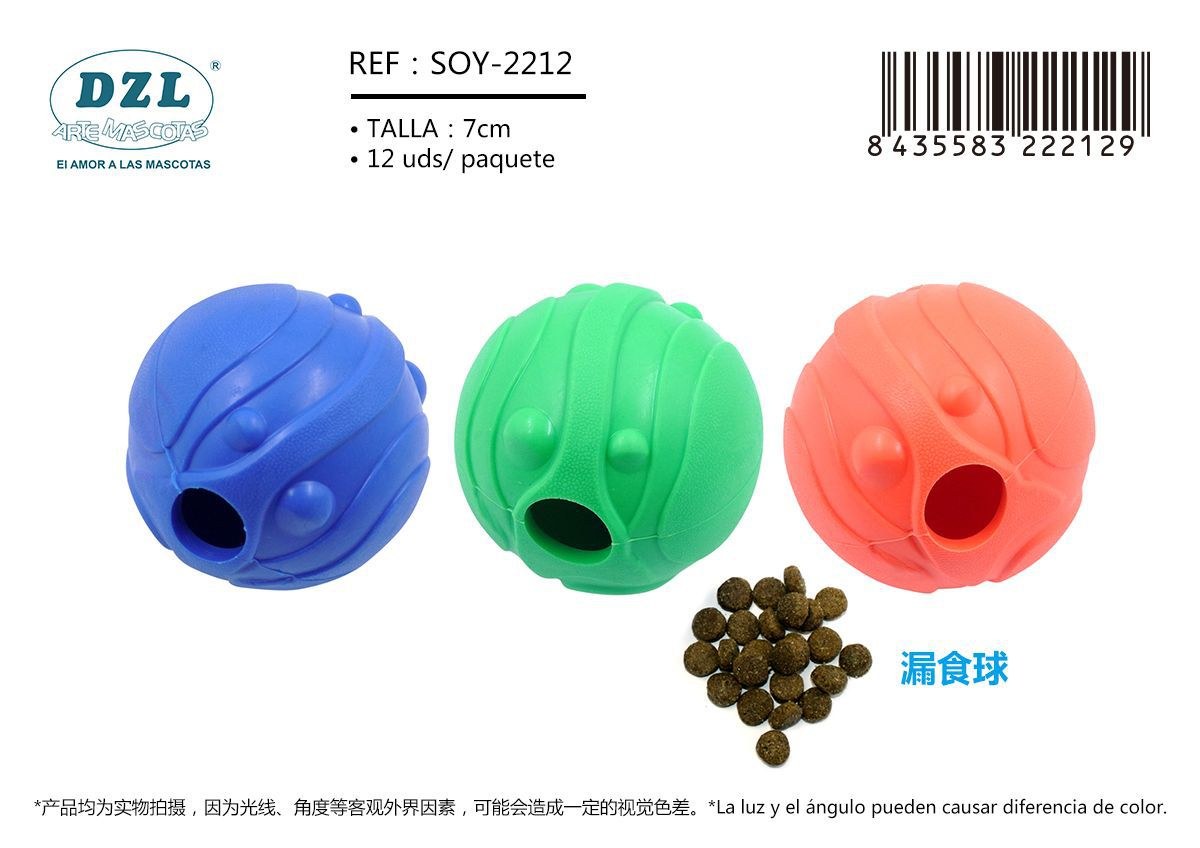 DZL®
ARTE MASCOTAS
El AMOR A LAS MASCOTAS
REF：SOY-2212
• TALLA：7cm
• 12 uds/ paquete
8 435583 222129
漏食球
*产品均为实物拍摄，因为光线、角度等客观外界因素，可能会造成一定的视觉色差。*La luz y el ángulo pueden causar diferencia de color.